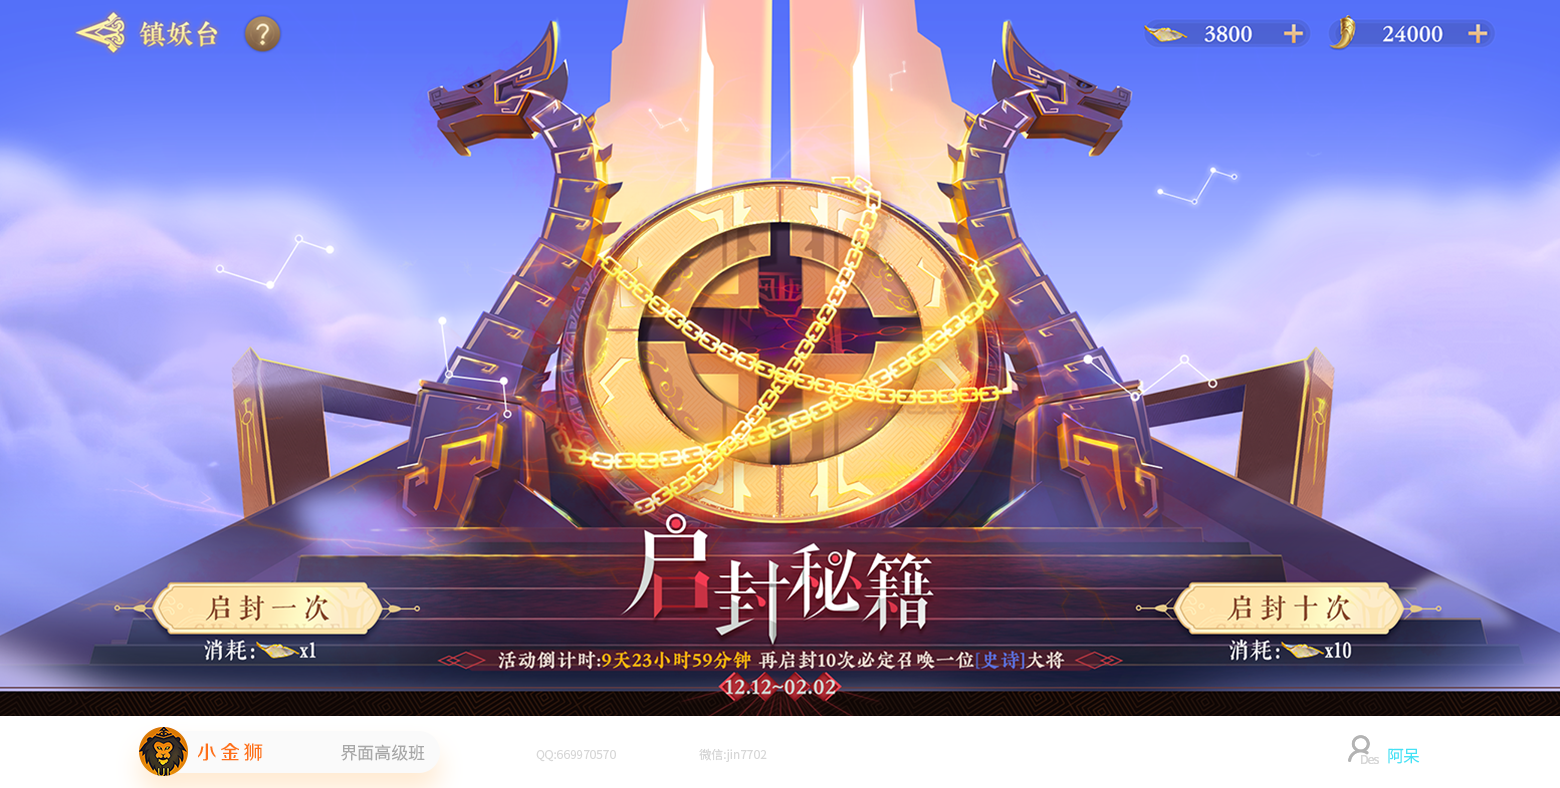 镇妖台
?
3800
24000
启封秘籍
启封一次
消耗:x1
启封十次
消耗:x10
活动倒计时:9天23小时59分钟 再启封10次必定召唤一位[史诗]大将
12.12~02.02
小金狮
界面高级班
QQ:669970570
微信:jin7702
Des
阿呆